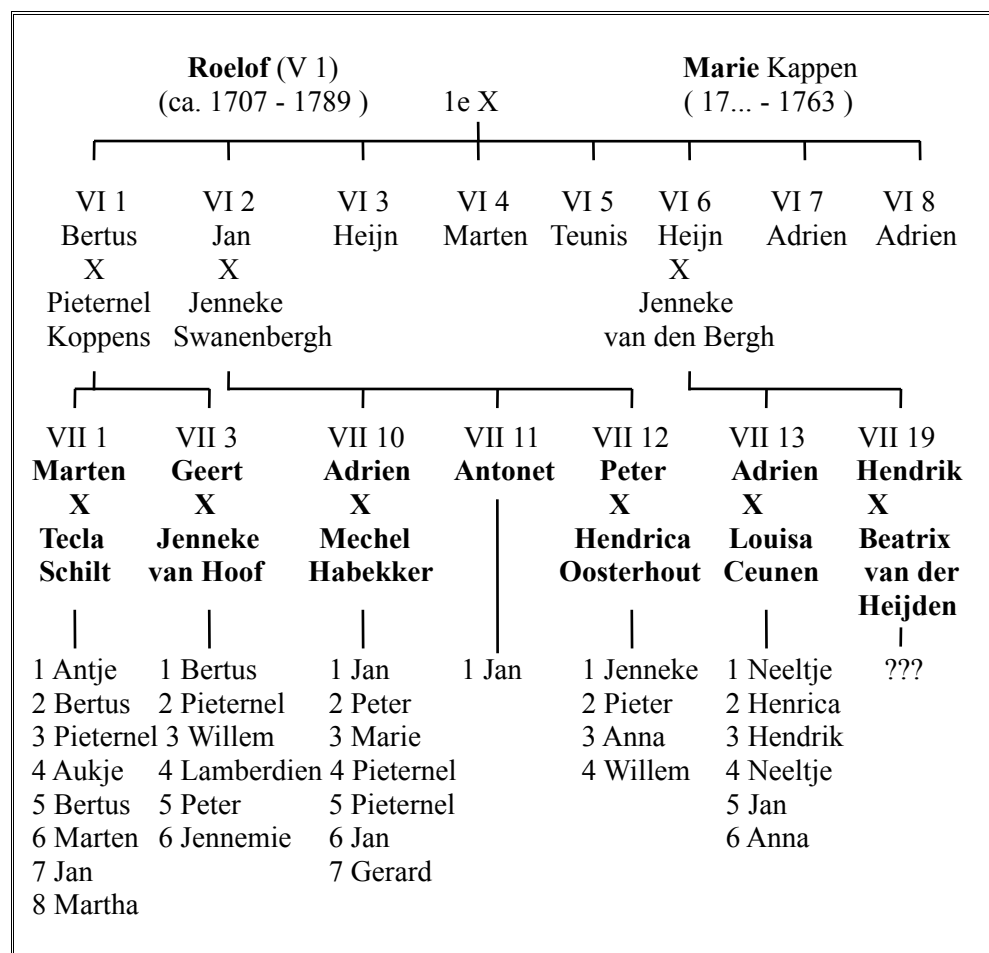 Roelof (V 1) Marie Kappen
(ca. 1707 - 1789 ) 1e X ( 17... - 1763 )
VI 1 VI 2 VI 3 VI 4 VI 5 VI 6 VI 7 VI 8
Bertus Jan Heijn Marten Teunis Heijn Adrien Adrien
X X X
Pieternel Jenneke Jenneke
Koppens Swanenbergh van den Bergh
VII 1 VII 3 VII 10 VII 11 VII 12 VII 13 VII 19
Marten Geert Adrien Antonet Peter Adrien Hendrik
X X X X X X
Tecla Jenneke Mechel Hendrica Louisa Beatrix
Schilt van Hoof Habekker Oosterhout Ceunen van der
Heijden
1 Antje 1 Bertus 1 Jan 1 Jan 1 Jenneke 1 Neeltje ???
2 Bertus 2 Pieternel 2 Peter 2 Pieter 2 Henrica
3 Pieternel 3 Willem 3 Marie 3 Anna 3 Hendrik
4 Aukje 4 Lamberdien 4 Pieternel 4 Willem 4 Neeltje
5 Bertus 5 Peter 5 Pieternel 5 Jan
6 Marten 6 Jennemie 6 Jan 6 Anna
7 Jan 7 Gerard
8 Martha